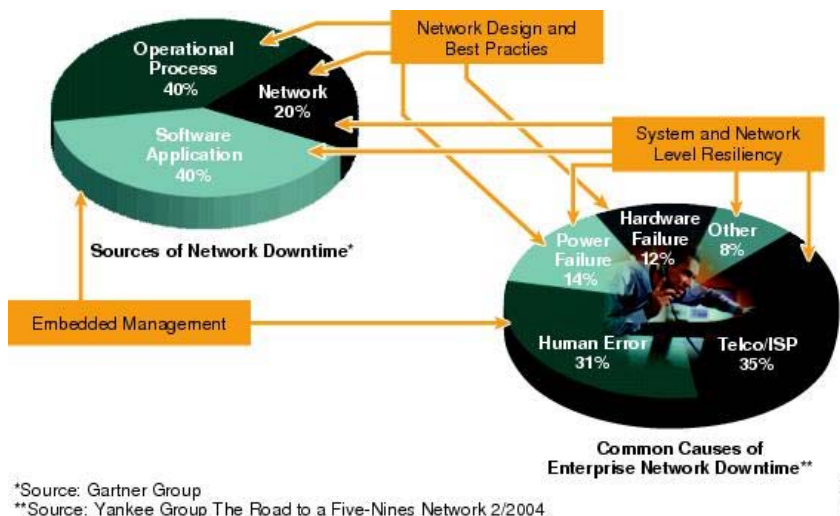 Operational
Process
40%
Network
20%
Software
Application
40%
Sources of Network Downtime*
Network Design and
Best Practies
System and Network
Level Resiliency
Embedded Management
Power
Failure
14%
Hardware
Failure
12%
Other
8%
Human Error
31%
Telco/ISP
35%
Common Causes of
Enterprise Network Downtime**
*Source: Gartner Group
**Source: Yankee Group The Road to a Five-Nines Network 2/2004